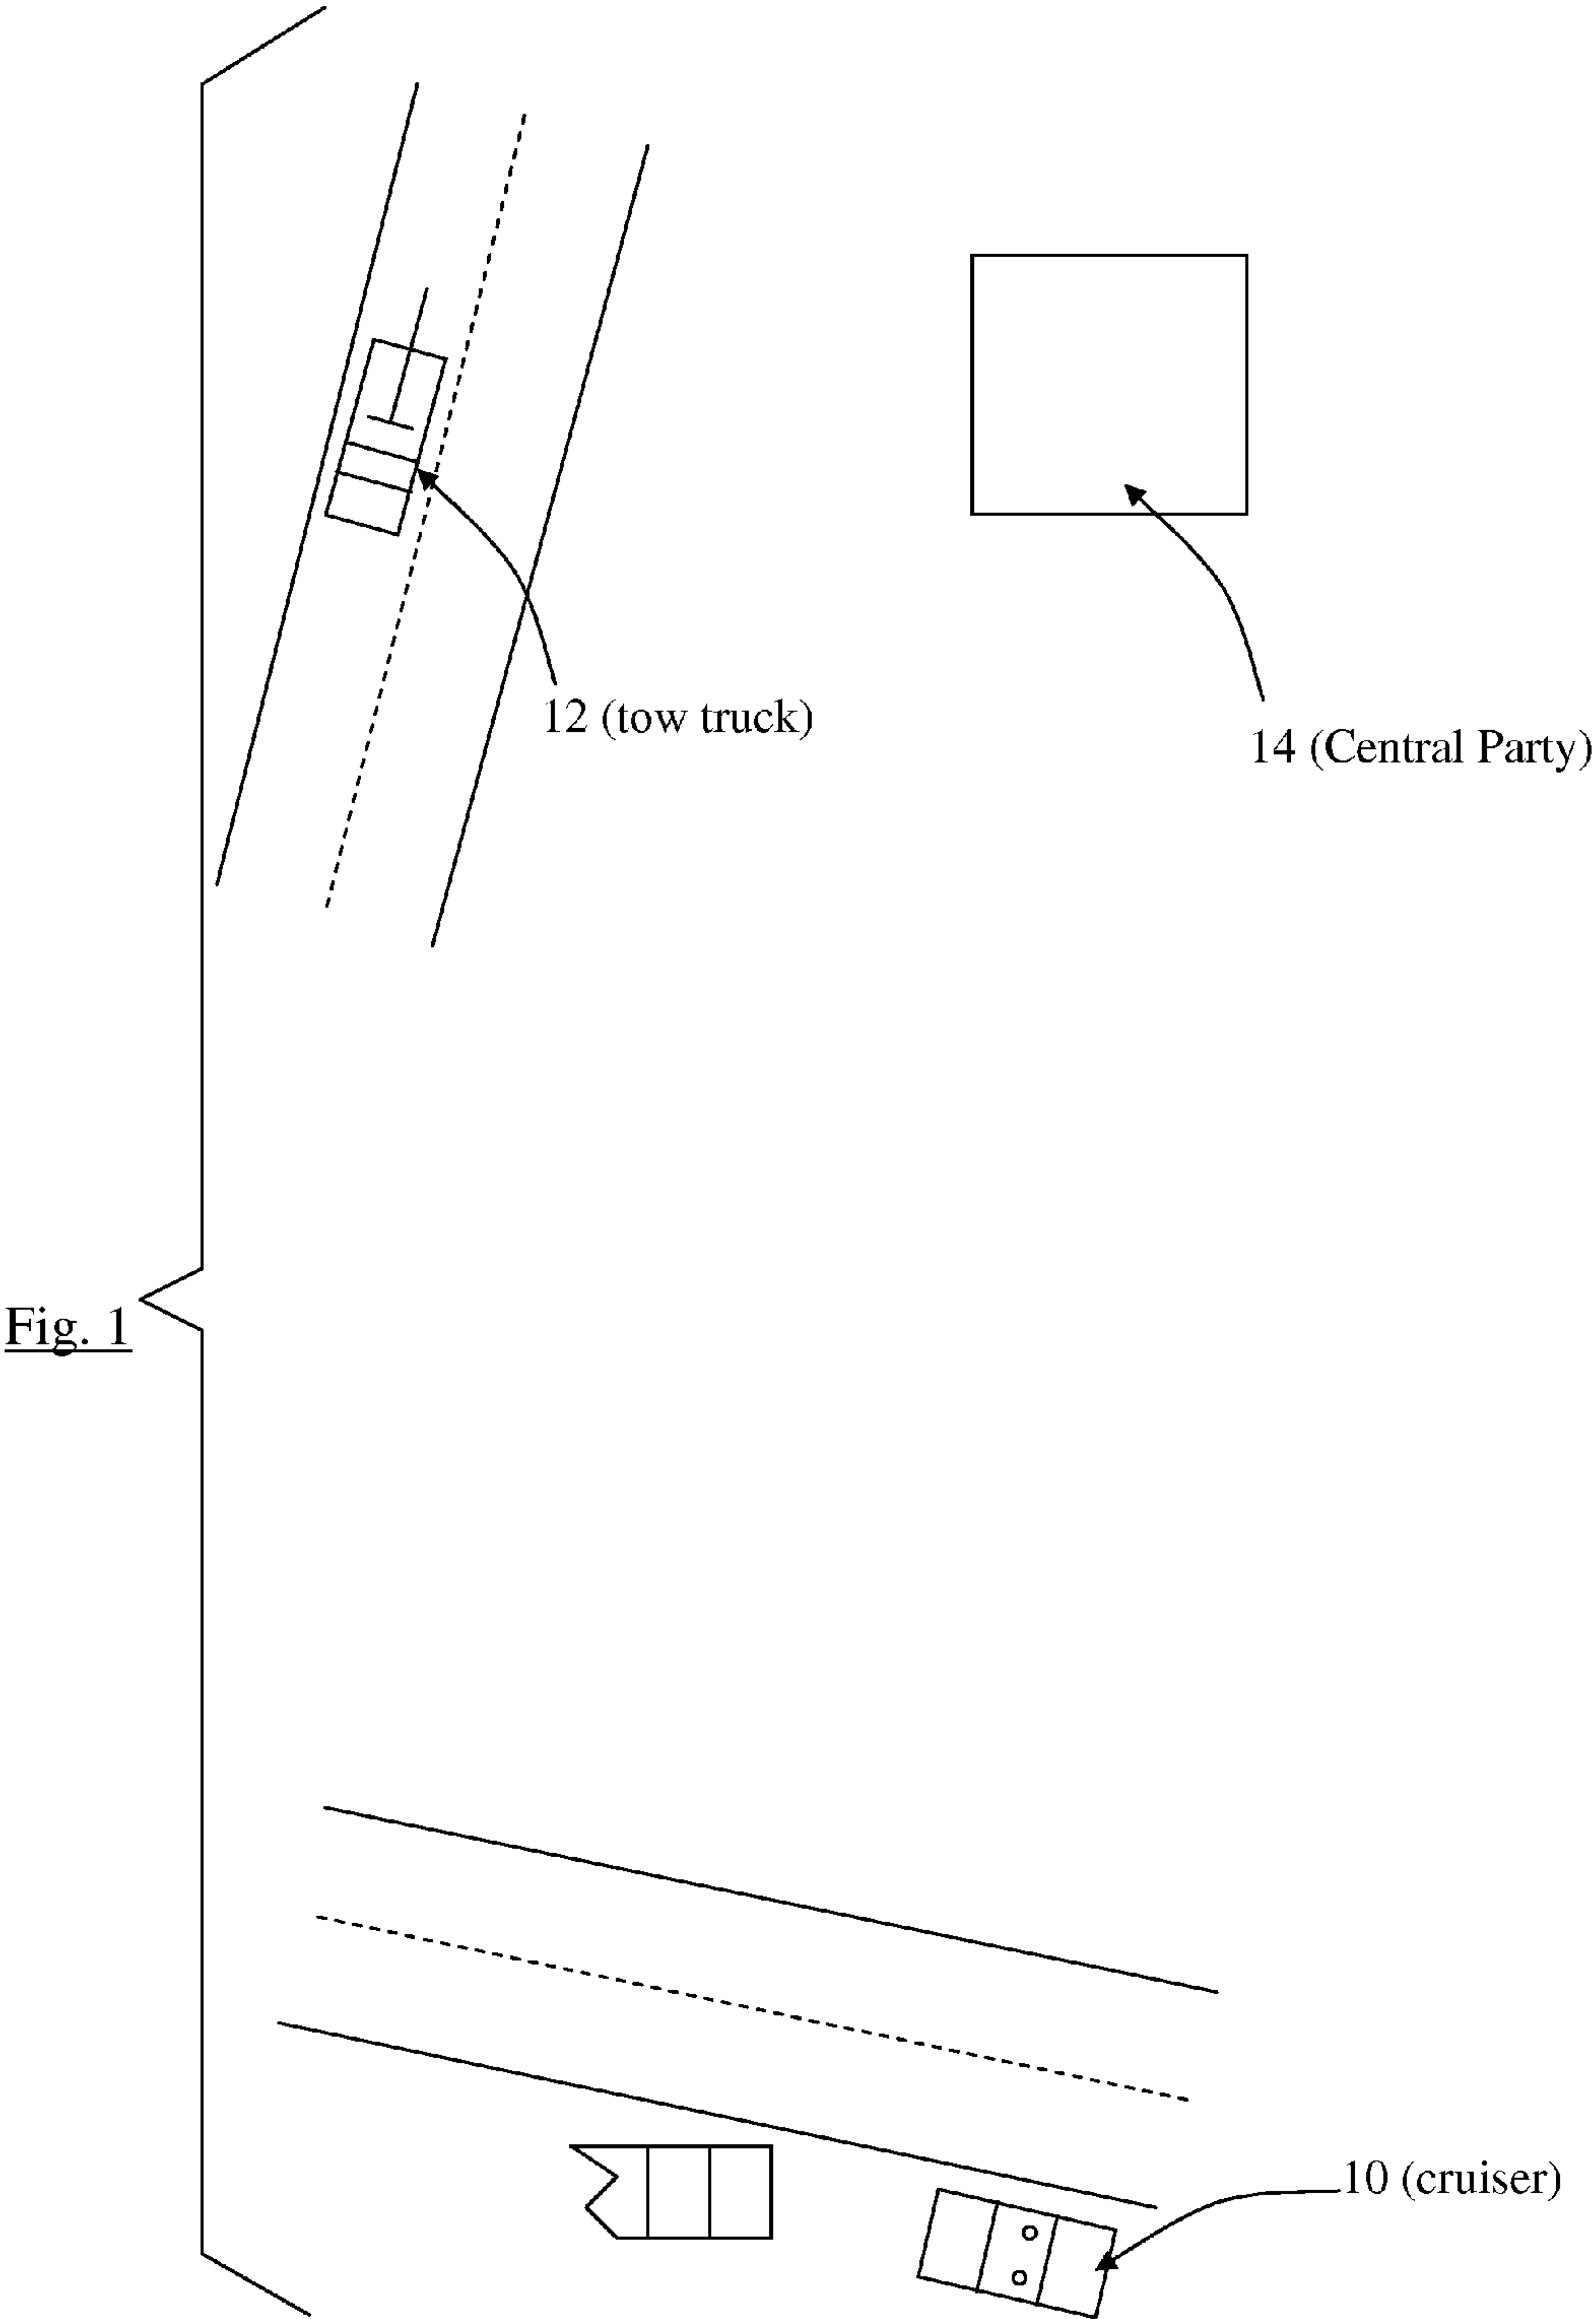 12 (tow truck)
14 (Central Party)
Fig. 1
10 (cruiser)